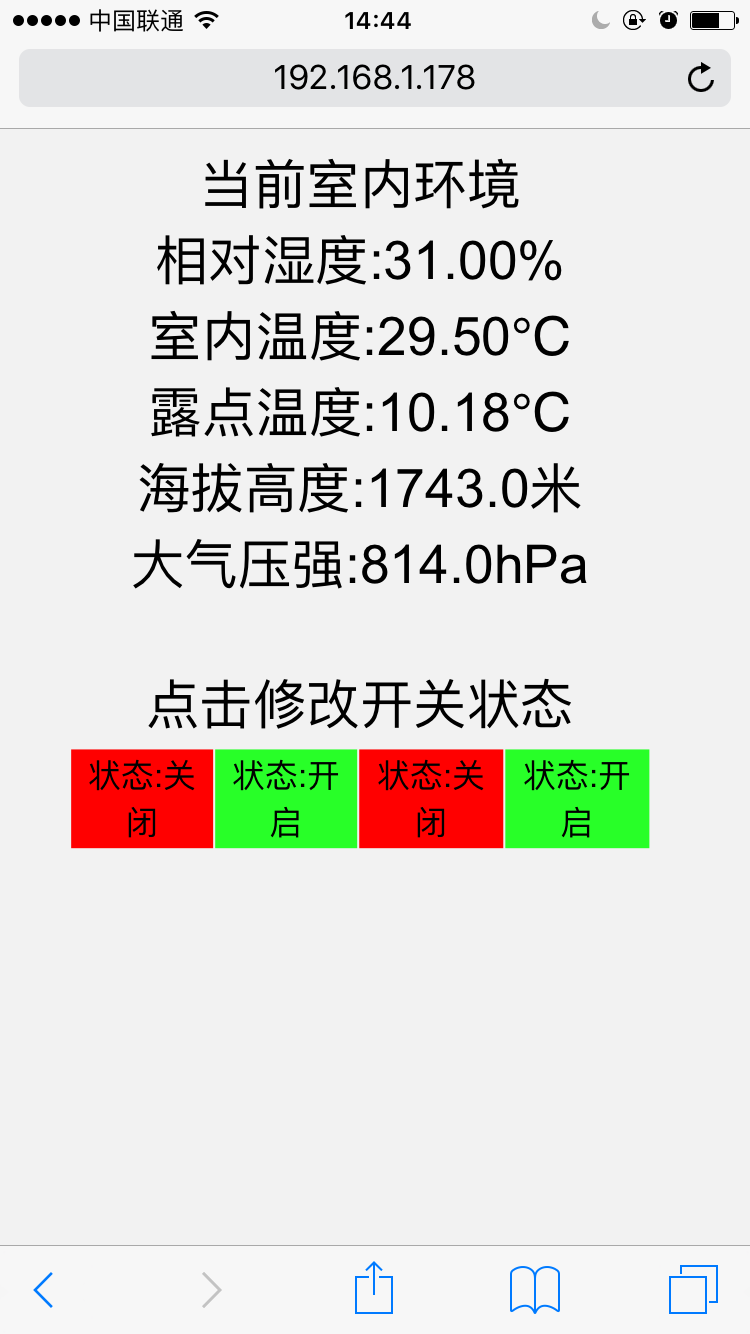 中国联通 14:44
192.168.1.178
当前室内环境
相对湿度:31.00%
室内温度:29.50°C
露点温度:10.18°C
海拔高度:1743.0米
大气压强:814.0hPa
点击修改开关状态
状态:关 状态:开 状态:关 状态:开
闭 启 闭 启